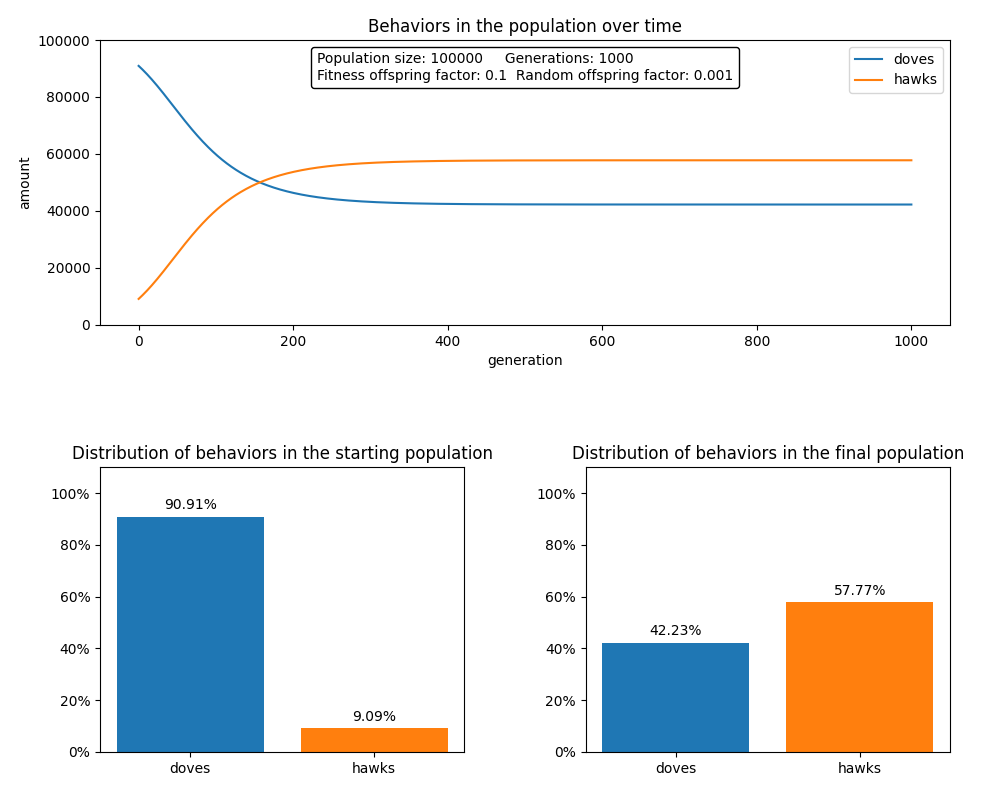 Behaviors in the population over time
100000
80000
60000
40000
20000
0
amount
Population size: 100000     Generations: 1000
Fitness offspring factor: 0.1  Random offspring factor: 0.001
doves
hawks
0 200 400 600 800 1000
generation
Distribution of behaviors in the starting population
100%
80%
60%
40%
20%
0%
90.91%
9.09%
doves hawks
Distribution of behaviors in the final population
100%
80%
60%
40%
20%
0%
42.23%
57.77%
doves hawks